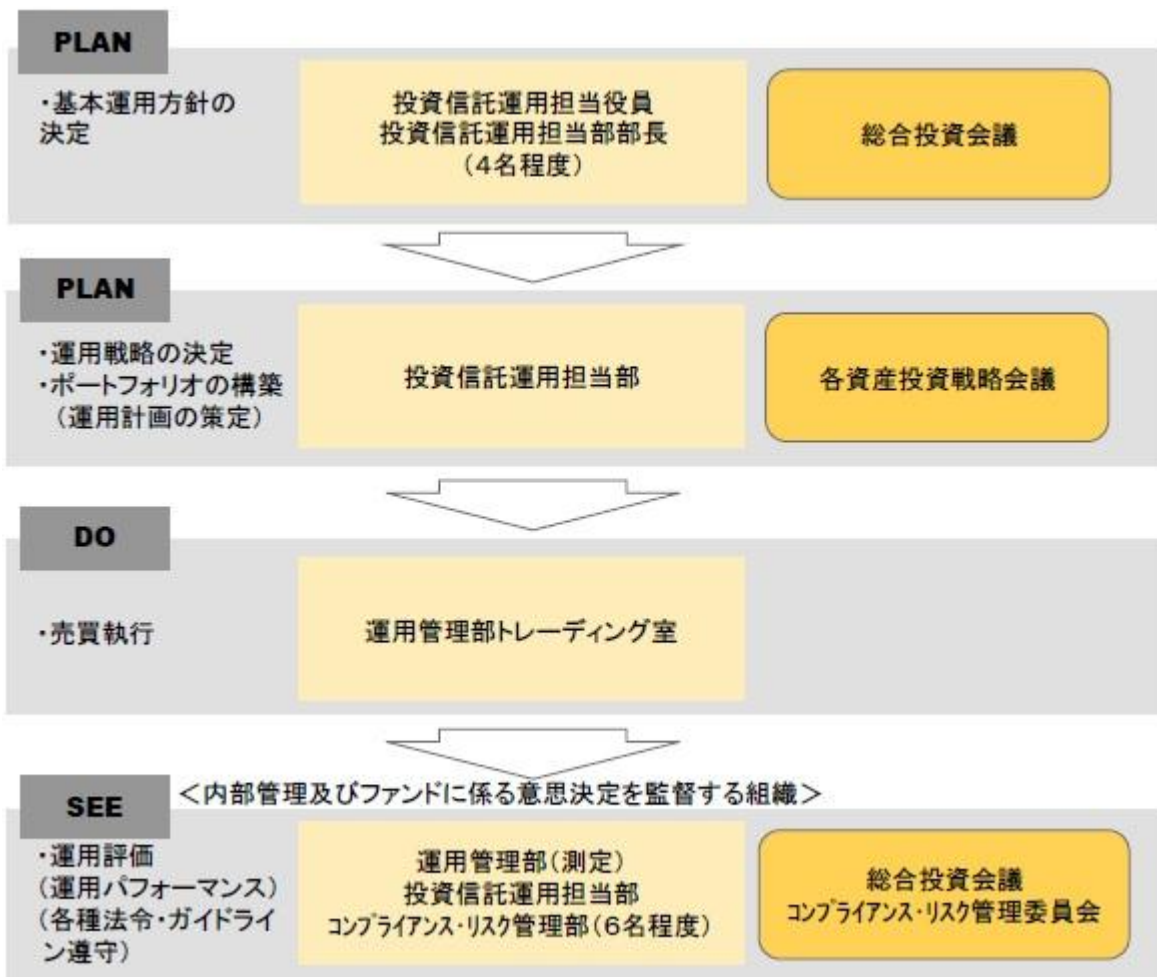 PLAN
・基本運用方針の
決定
投資信託運用担当役員
投資信託運用担当部部長
（4名程度）
総合投資会議
PLAN
・運用戦略の決定
・ポートフォリオの構築
（運用計画の策定）
投資信託運用担当部
各資産投資戦略会議
DO
・売買執行
運用管理部トレーディング室
SEE
＜内部管理及びファンドに係る意思決定を監督する組織＞
・運用評価
（運用パフォーマンス）
（各種法令・ガイドライ
ン遵守）
運用管理部（測定）
投資信託運用担当部
ｺﾝﾌﾟﾗｲｱﾝｽ・ﾘｽｸ管理部（6名程度）
総合投資会議
ｺﾝﾌﾟﾗｲｱﾝｽ・ﾘｽｸ管理委員会